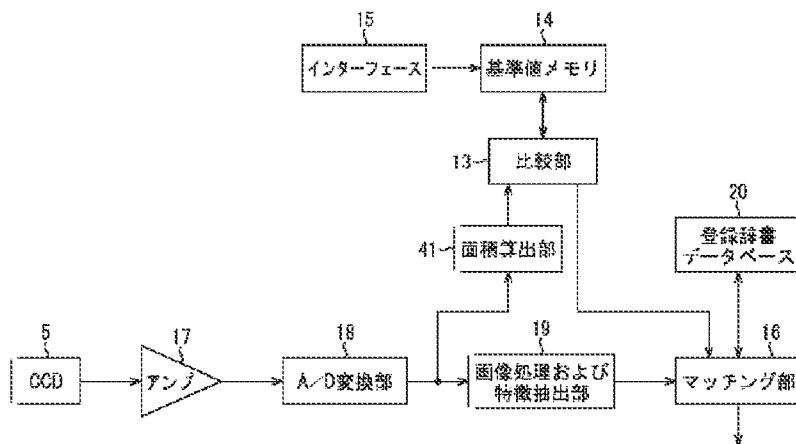 15
14
インターフェース
基準値メモリ
13
比較部
20
41
面積算出部
登録辞書
データベース
5
17
18
19
16
CCD
アンプ
A/D変換部
画像処理および
特徴抽出部
マッチング部